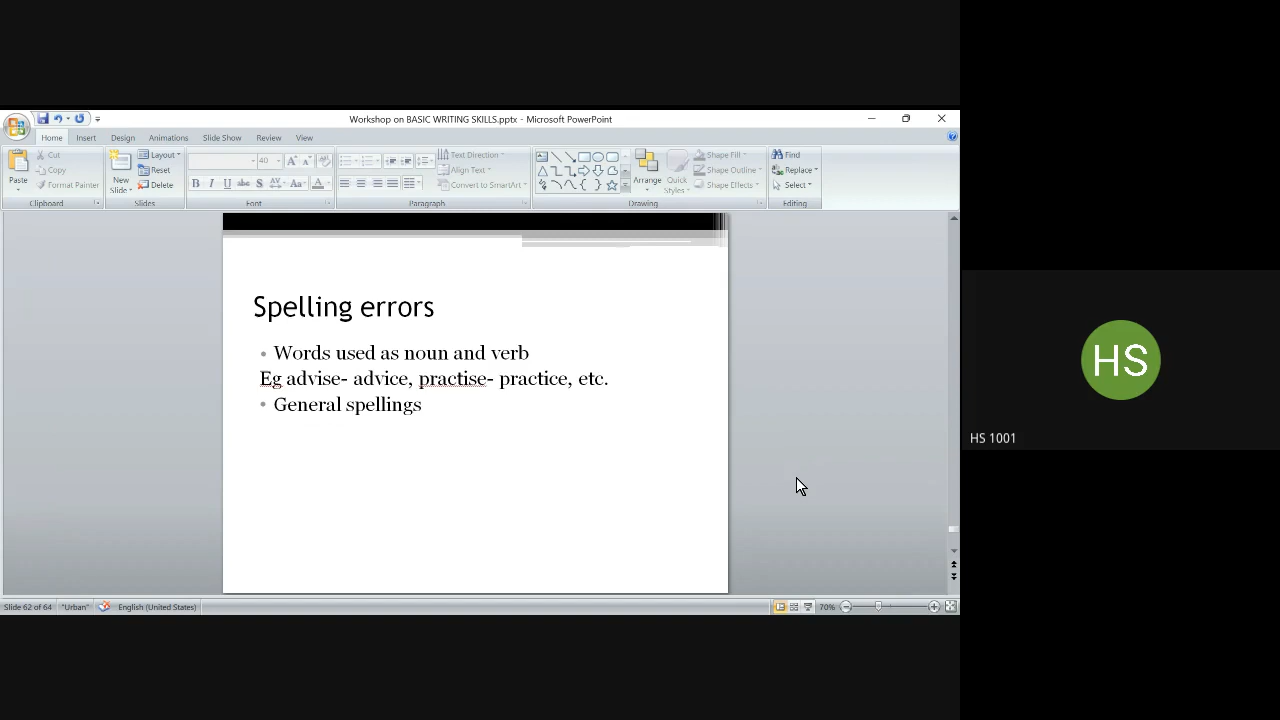 Workshop on BASIC WRITING SKILLS.pptx - Microsoft PowerPoint
Home Insert Design Animations Slide Show Review View
Paste Cut Copy Format Painter
Clipboard
New Slide Layout Reset Delete
Slides
40
B I U abc S AV Aa A
Font
Text Direction
Align Text
Convert to SmartArt
Paragraph
Arrange Quick Styles
Shape Fill
Shape Outline
Shape Effects
Drawing
Find
Replace
Select
Editing
Spelling errors
• Words used as noun and verb
Eg advise- advice, practise- practice, etc.
• General spellings
Slide 62 of 64 "Urban" English (United States) 70%
HS
HS 1001